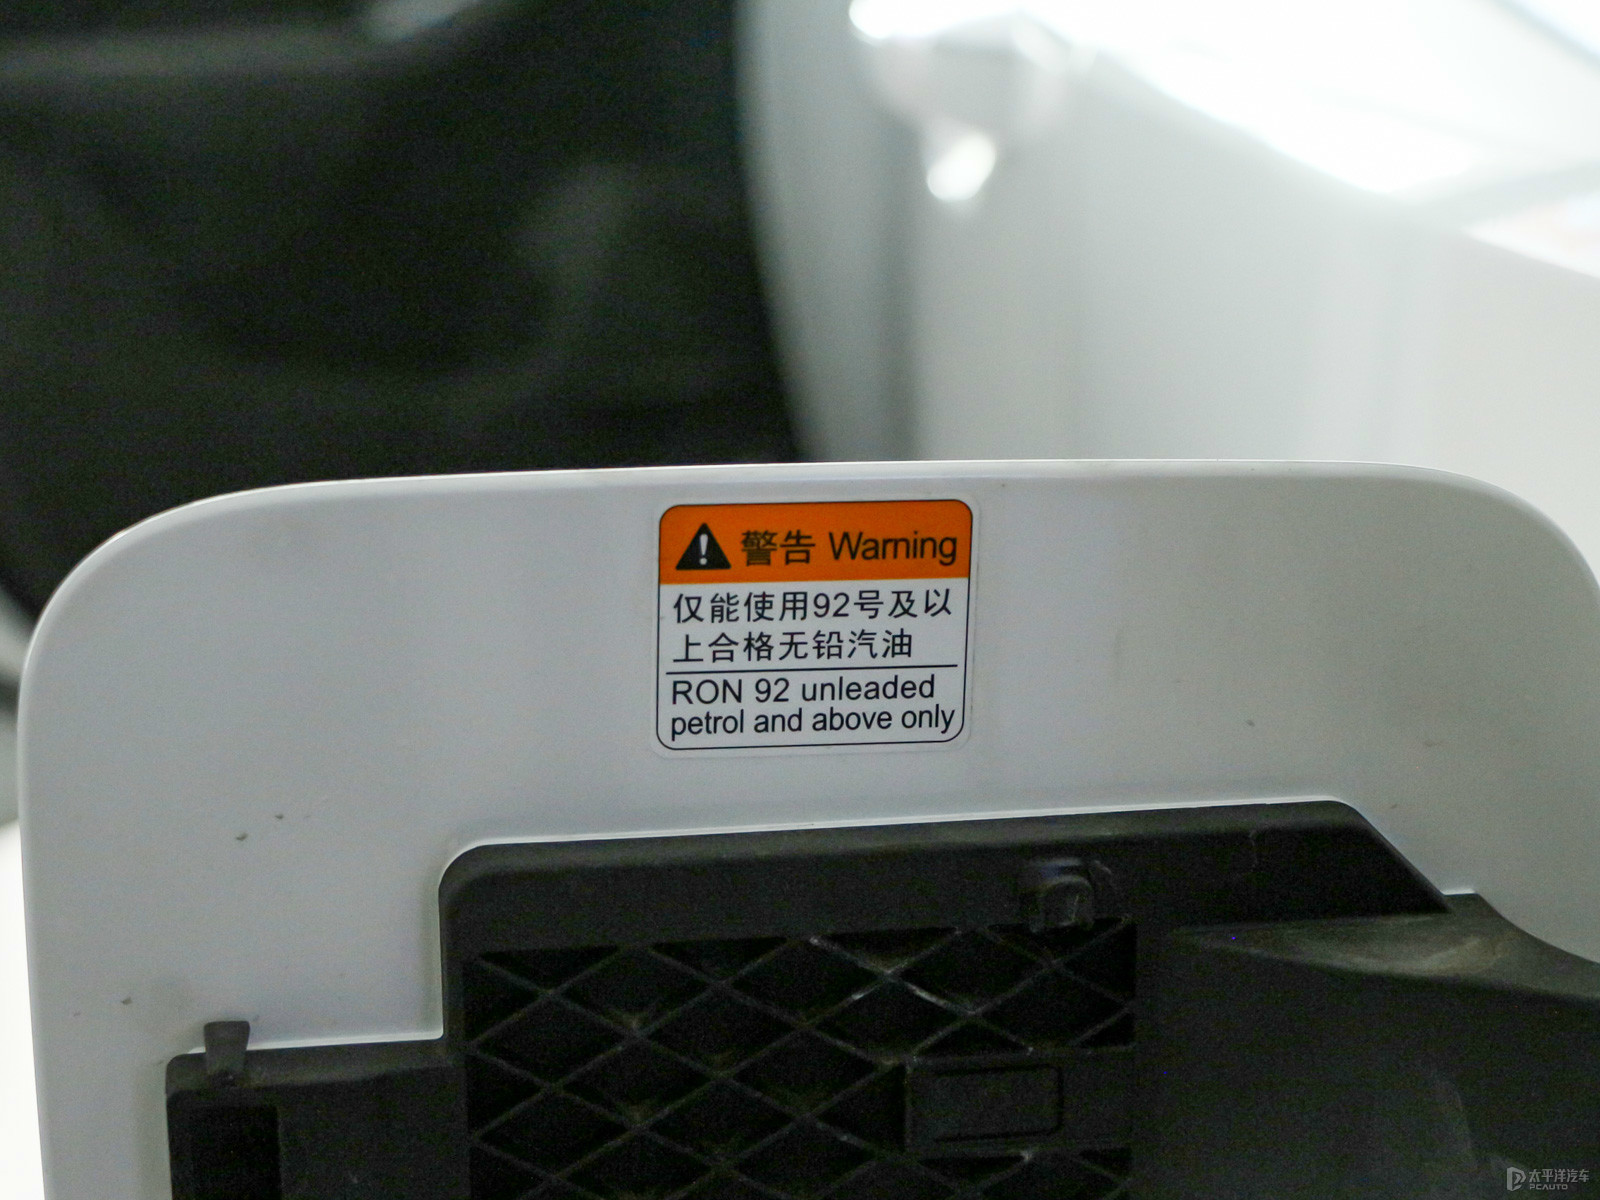 警告 Warning
仅能使用92号及以
上合格无铅汽油
RON 92 unleaded
petrol and above only
太平洋汽车
PCAUTO